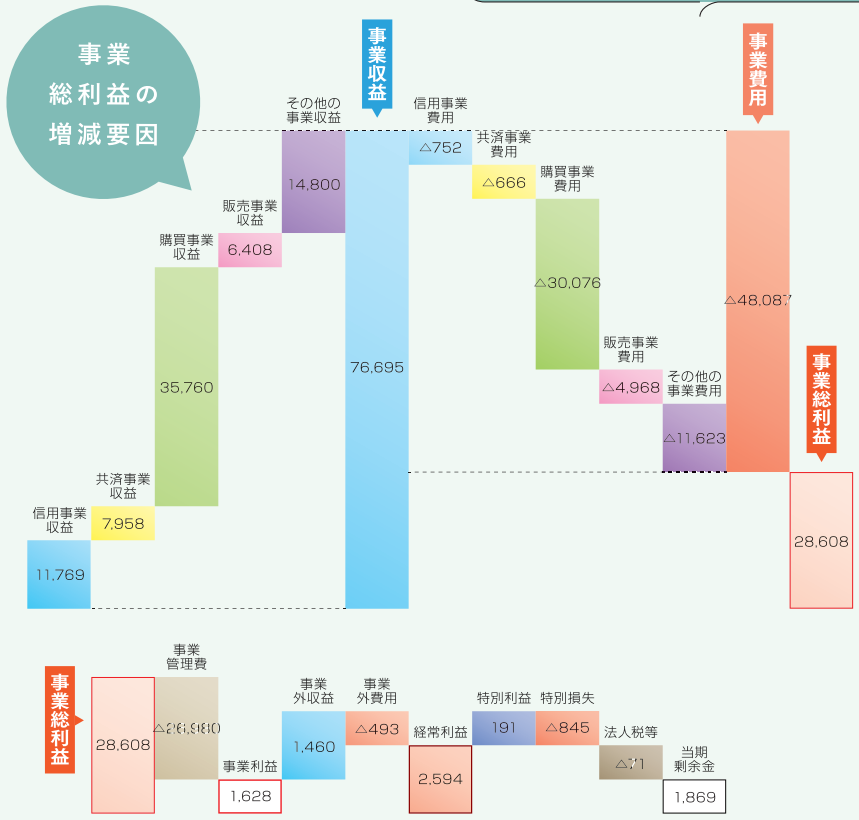 事業
総利益の
増減要因
事業収益
事業費用
その他の
事業収益
信用事業
費用
14,800
△752
共済事業
費用
△666
購買事業
費用
販売事業
収益
6,408
購買事業
収益
△30,076
△48,087
35,760
76,695
販売事業
費用
△4,968
その他の
事業費用
△11,623
事業総利益
共済事業
収益
7,958
信用事業
収益
11,769
28,608
事業総利益
28,608
事業
管理費
事業利益
1,628
事業
外収益
1,460
事業
外費用
△493
経常利益
2,594
特別利益
191
特別損失
△845
法人税等
△71
当期
剰余金
1,869